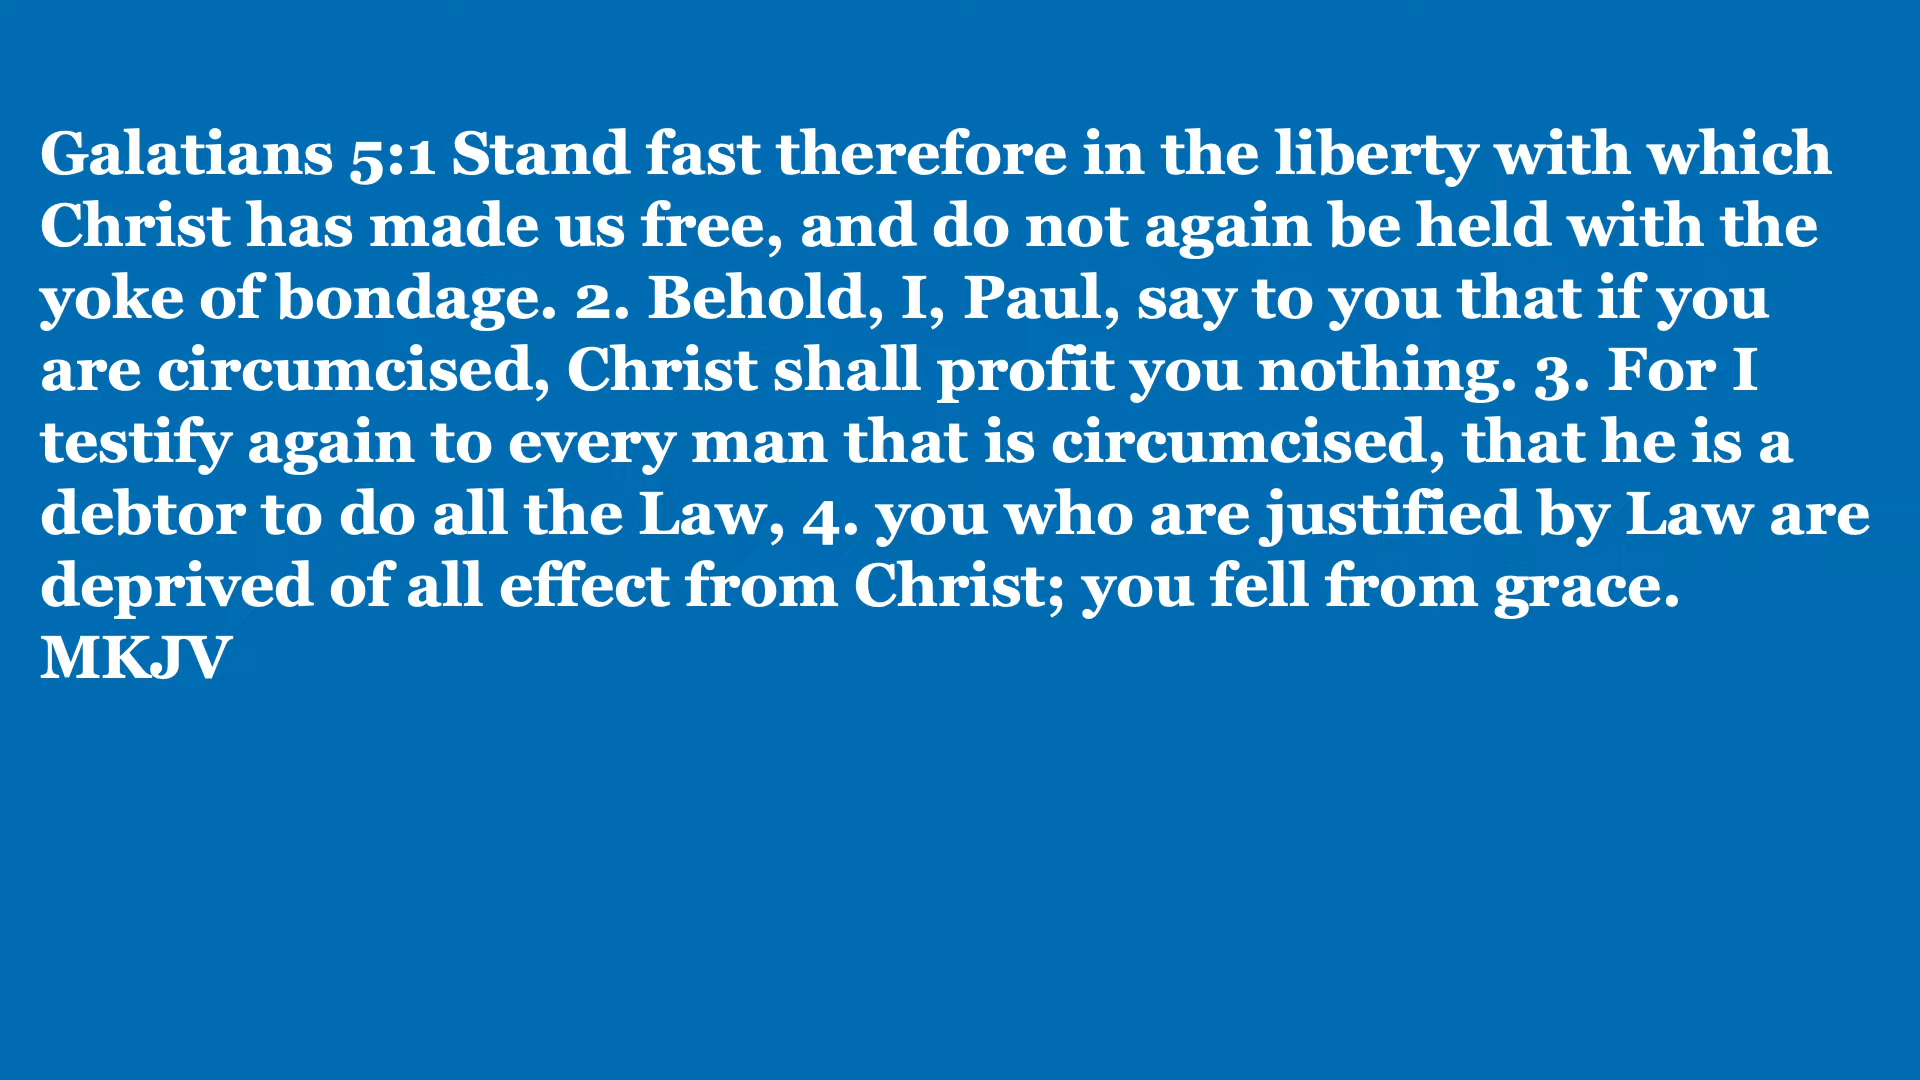 Galatians 5:1 Stand fast therefore in the liberty with which
Christ has made us free, and do not again be held with the
yoke of bondage. 2. Behold, I, Paul, say to you that if you
are circumcised, Christ shall profit you nothing. 3. For I
testify again to every man that is circumcised, that he is a
debtor to do all the Law, 4. you who are justified by Law are
deprived of all effect from Christ; you fell from grace.
MKJV